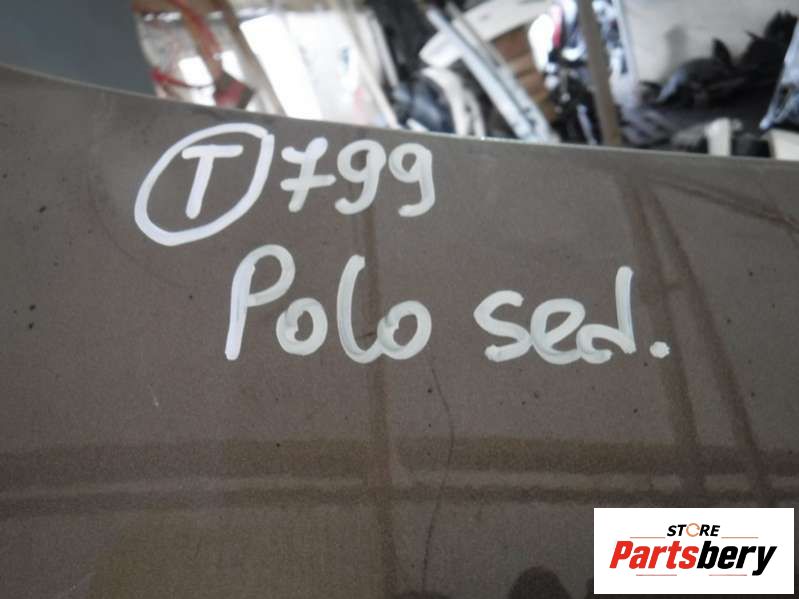 T 799
Polo sed.
STORE
Partsbery